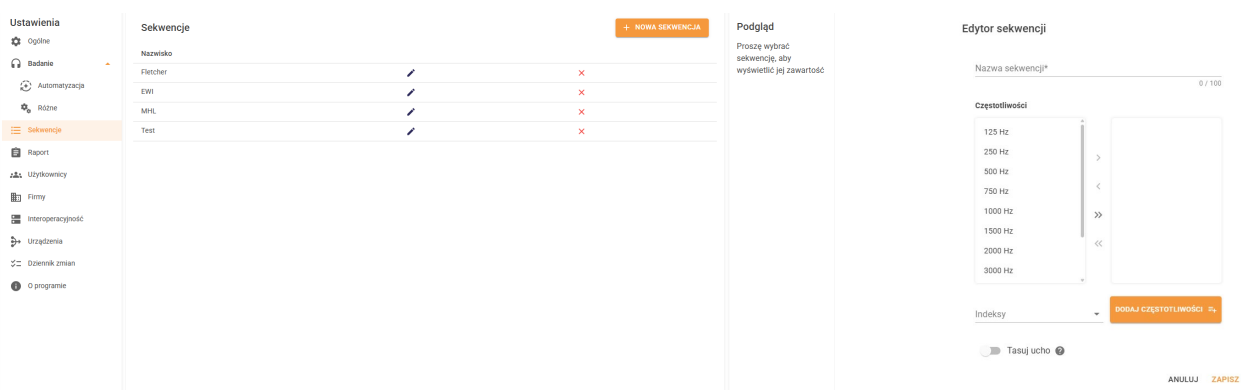 Ustawienia
Ogólne
Badanie
Automatyzacja
Różne
Sekwencje
Raport
Użytkownicy
Firmy
Interoperacyjność
Urządzenia
Dziennik zmian
O programie
Sekwencje
+ NOWA SEKWENCJA
Nazwisko
Fletcher
EWI
MHL
Test
Podgląd
Proszę wybrać
sekwencję, aby
wyświetlić jej zawartość
Edytor sekwencji
Nazwa sekwencji*
0 / 100
Częstotliwości
125 Hz
250 Hz
500 Hz
750 Hz
1000 Hz
1500 Hz
2000 Hz
3000 Hz
Indeksy
DODAJ CZĘSTOTLIWOŚCI
Tasuj ucho
ANULUJ ZAPISZ